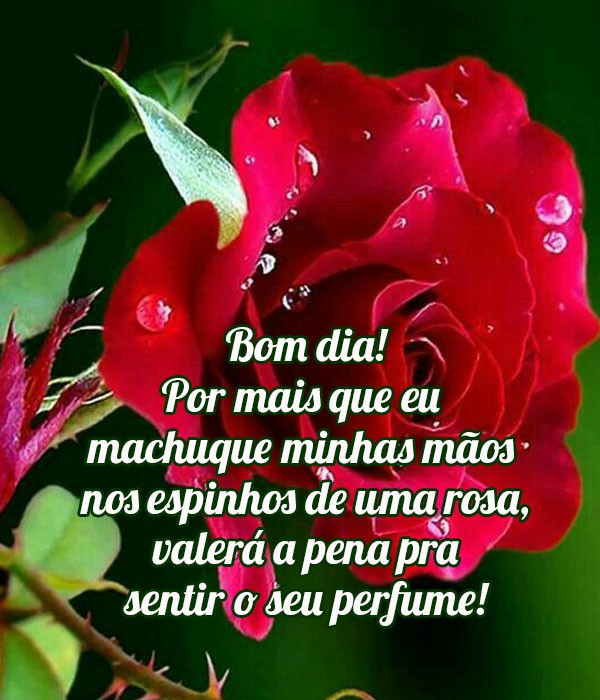 Bom dia!
Por mais que eu
machuque minhas mãos
nos espinhos de uma rosa,
valerá a pena pra
sentir o seu perfume!